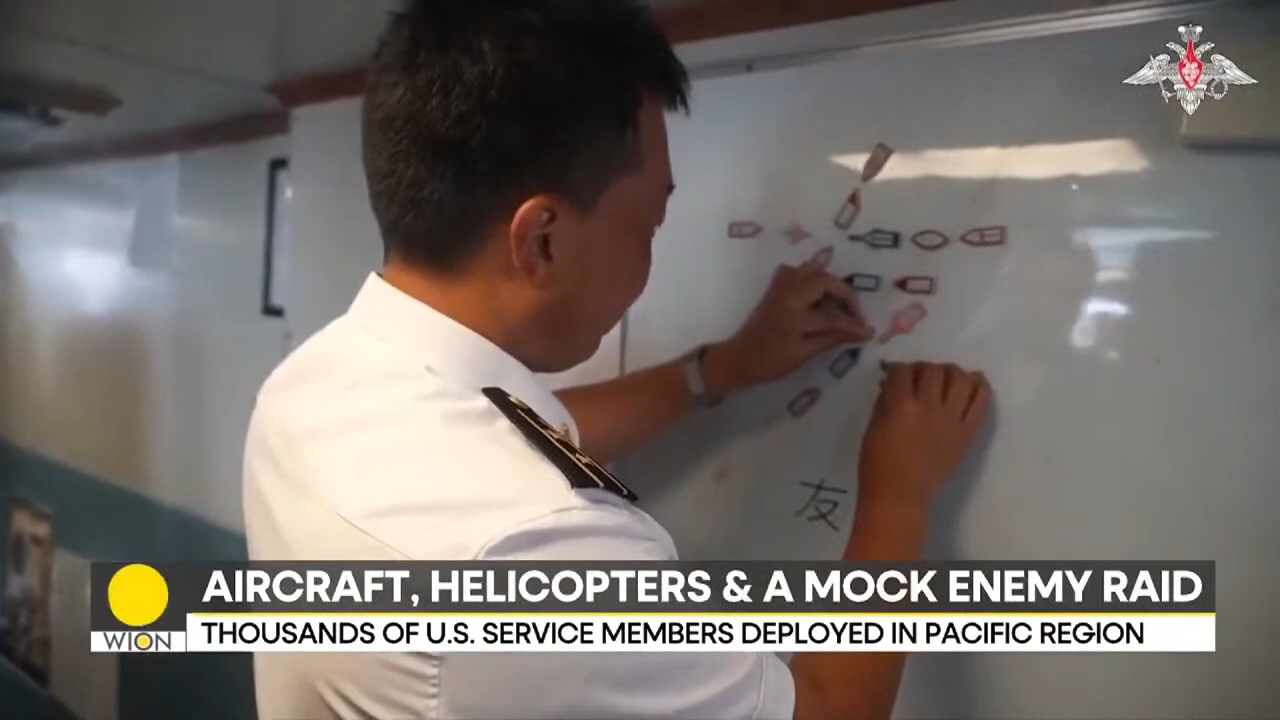 友
AIRCRAFT, HELICOPTERS & A MOCK ENEMY RAID
WION
THOUSANDS OF U.S. SERVICE MEMBERS DEPLOYED IN PACIFIC REGION